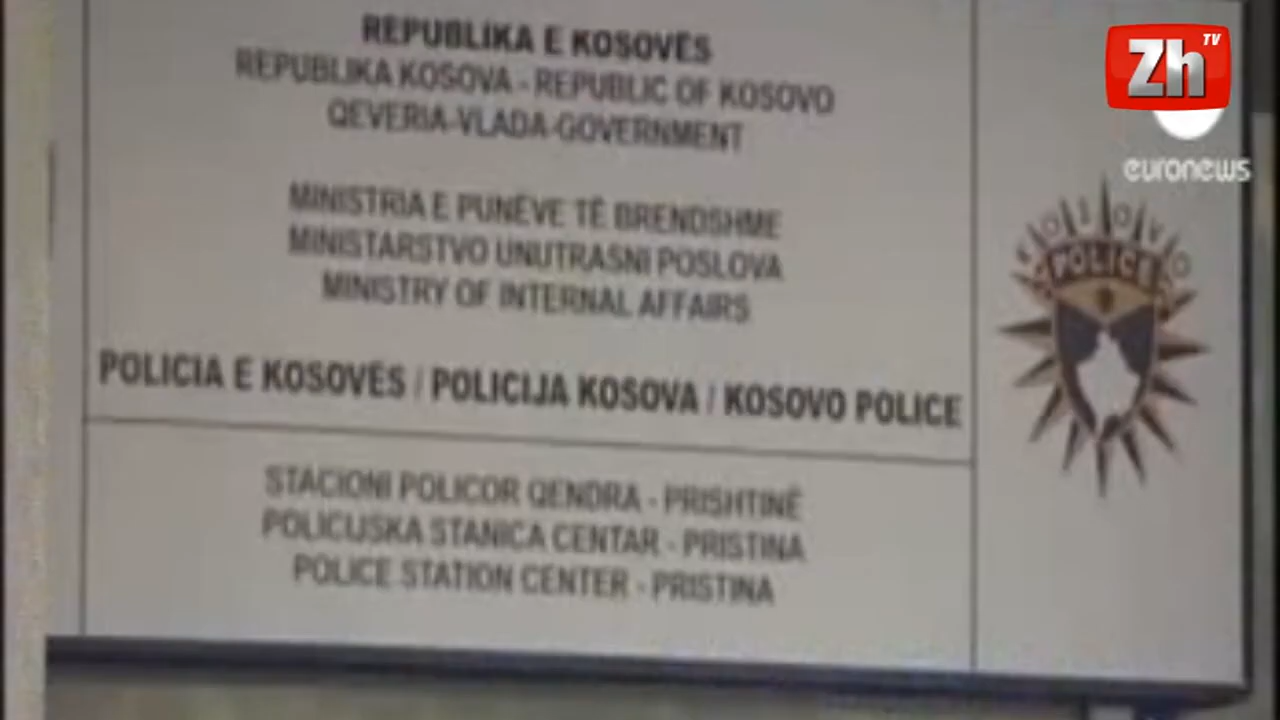 REPUBLIKA E KOSOVËS
REPUBLIKA KOSOVA - REPUBLIC OF KOSOVO
QEVERIA-VLADA-GOVERNMENT
MINISTRIA E PUNËVE TË BRENDSHME
MINISTARSTVO UNUTRASNI POSLOVA
MINISTRY OF INTERNAL AFFAIRS
POLICIA E KOSOVËS / POLICIJA KOSOVA / KOSOVO POLICE
STACIONI POLICOR QENDRA - PRISHTINË
POLICIJSKA STANICA CENTAR - PRISTINA
POLICE STATION CENTER - PRISTINA
KOSOVO
POLICE
Zh TV
euronews